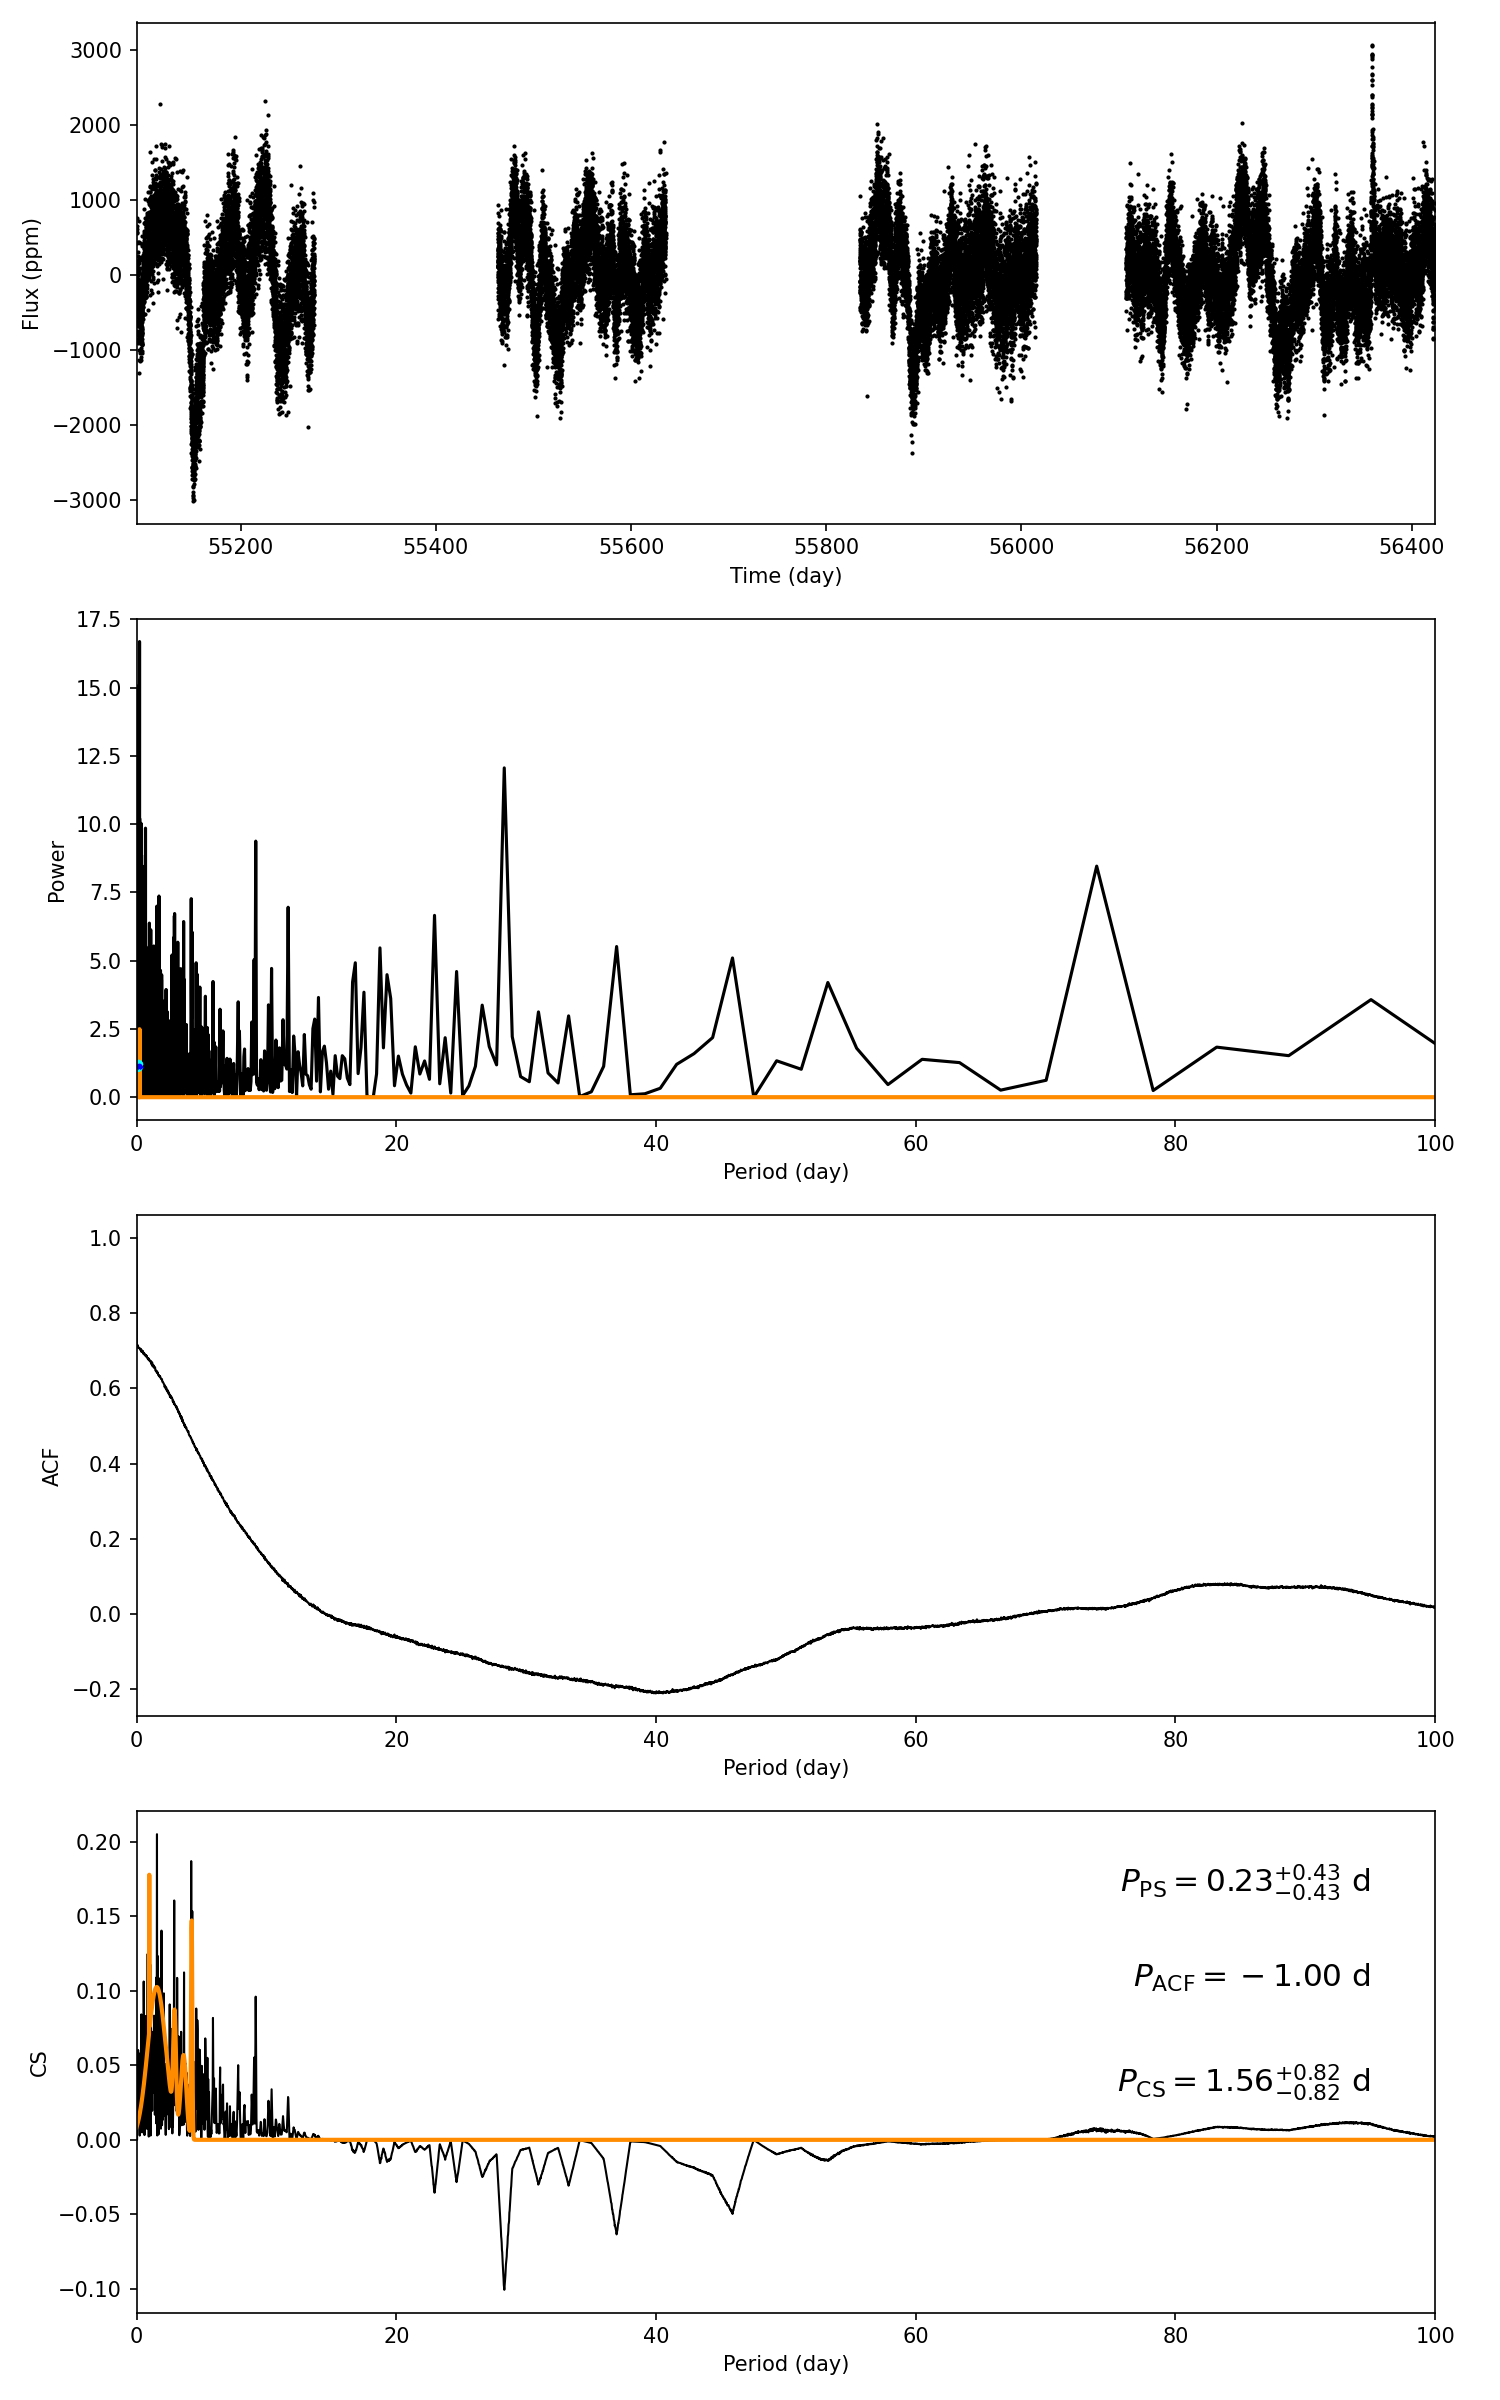 3000
2000
1000
0
−1000
−2000
−3000
Flux (ppm)
55200 55400 55600 55800 56000 56200 56400
Time (day)
17.5
15.0
12.5
10.0
7.5
5.0
2.5
0.0
Power
0 20 40 60 80 100
Period (day)
1.0
0.8
0.6
0.4
0.2
0.0
−0.2
ACF
0 20 40 60 80 100
Period (day)
0.20
0.15
0.10
0.05
0.00
−0.05
−0.10
CS
P_PS = 0.23^{+0.43}_{−0.43} d
P_ACF = −1.00 d
P_CS = 1.56^{+0.82}_{−0.82} d
0 20 40 60 80 100
Period (day)